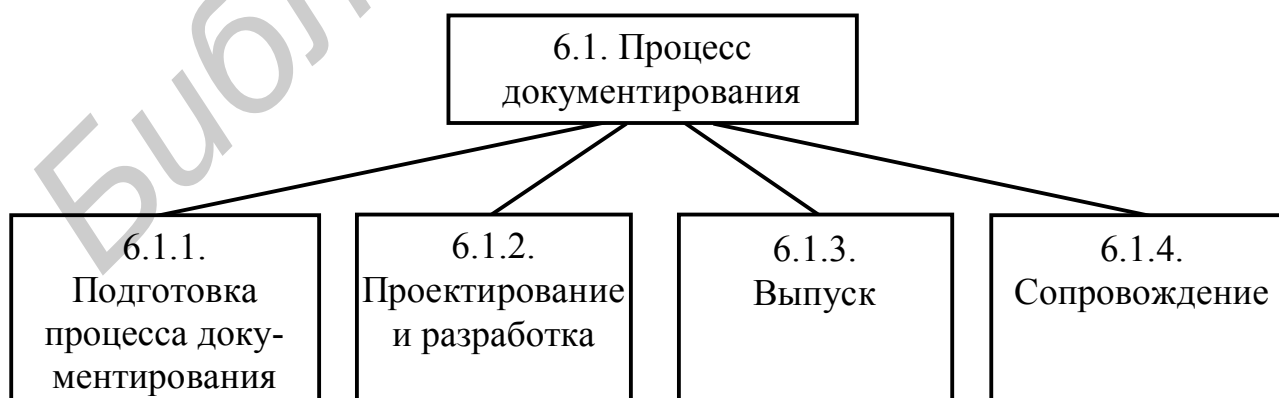 6.1. Процесс
документирования
6.1.1.
Подготовка
процесса доку-
ментирования
6.1.2.
Проектирование
и разработка
6.1.3.
Выпуск
6.1.4.
Сопровождение
Библ